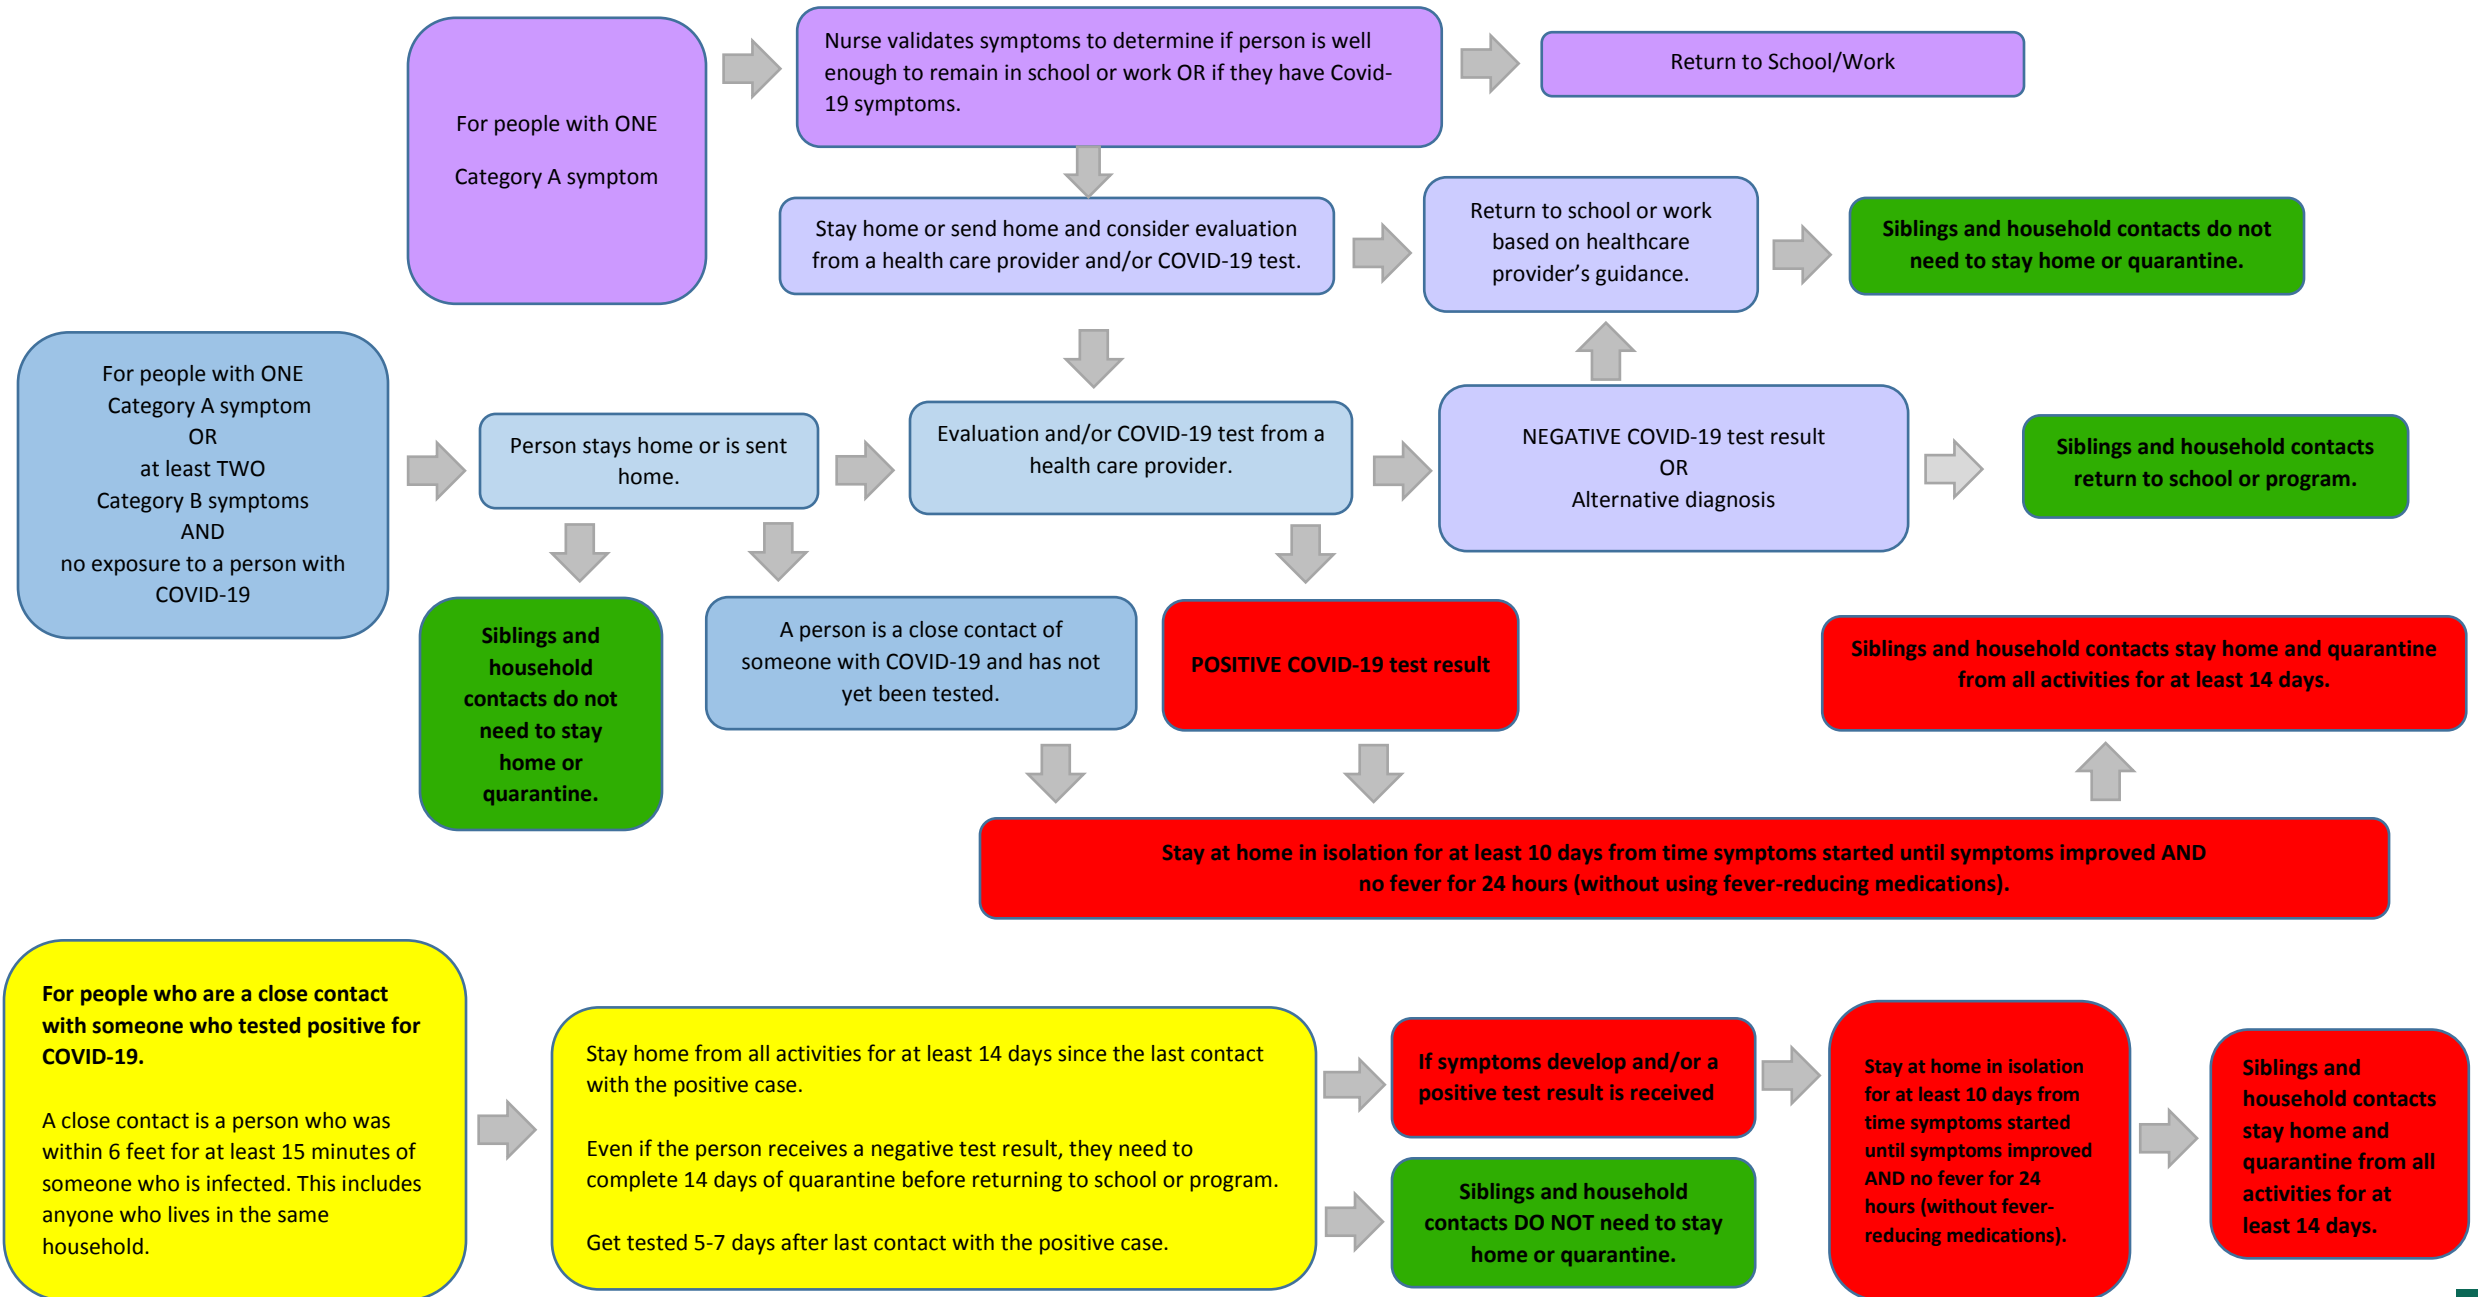 For people with ONE
Category A symptom
Nurse validates symptoms to determine if person is well
enough to remain in school or work OR if they have Covid-
19 symptoms.
Return to School/Work
Stay home or send home and consider evaluation
from a health care provider and/or COVID-19 test.
Return to school or work
based on healthcare
provider’s guidance.
Siblings and household contacts do not
need to stay home or quarantine.
For people with ONE
Category A symptom
OR
at least TWO
Category B symptoms
AND
no exposure to a person with
COVID-19
Person stays home or is sent
home.
Evaluation and/or COVID-19 test from a
health care provider.
NEGATIVE COVID-19 test result
OR
Alternative diagnosis
Siblings and household contacts
return to school or program.
Siblings and
household
contacts do not
need to stay
home or
quarantine.
A person is a close contact of
someone with COVID-19 and has not
yet been tested.
POSITIVE COVID-19 test result
Siblings and household contacts stay home and quarantine
from all activities for at least 14 days.
Stay at home in isolation for at least 10 days from time symptoms started until symptoms improved AND
no fever for 24 hours (without using fever-reducing medications).
For people who are a close contact
with someone who tested positive for
COVID-19.
A close contact is a person who was
within 6 feet for at least 15 minutes of
someone who is infected. This includes
anyone who lives in the same
household.
Stay home from all activities for at least 14 days since the last contact
with the positive case.
Even if the person receives a negative test result, they need to
complete 14 days of quarantine before returning to school or program.
Get tested 5-7 days after last contact with the positive case.
If symptoms develop and/or a
positive test result is received
Siblings and household
contacts DO NOT need to stay
home or quarantine.
Stay at home in isolation
for at least 10 days from
time symptoms started
until symptoms improved
AND no fever for 24
hours (without fever-
reducing medications).
Siblings and
household contacts
stay home and
quarantine from all
activities for at
least 14 days.